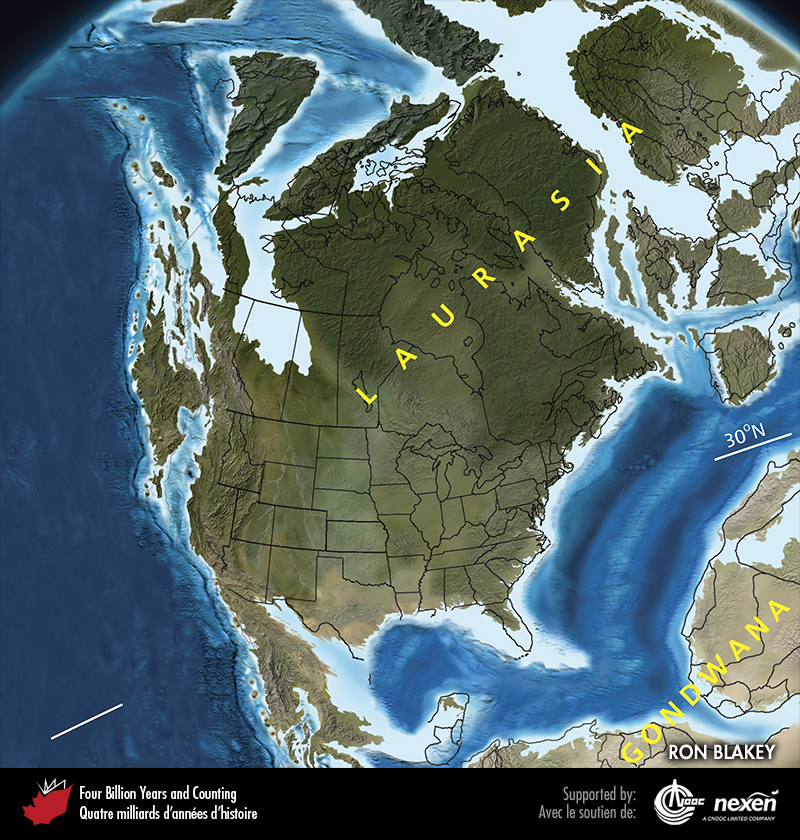 LAURASIA
30°N
GONDWANA
RON BLAKEY
Four Billion Years and Counting
Quatre milliards d'années d'histoire
Supported by:
Avec le soutien de:
CNOOC
nexen
A CNOOC LIMITED COMPANY